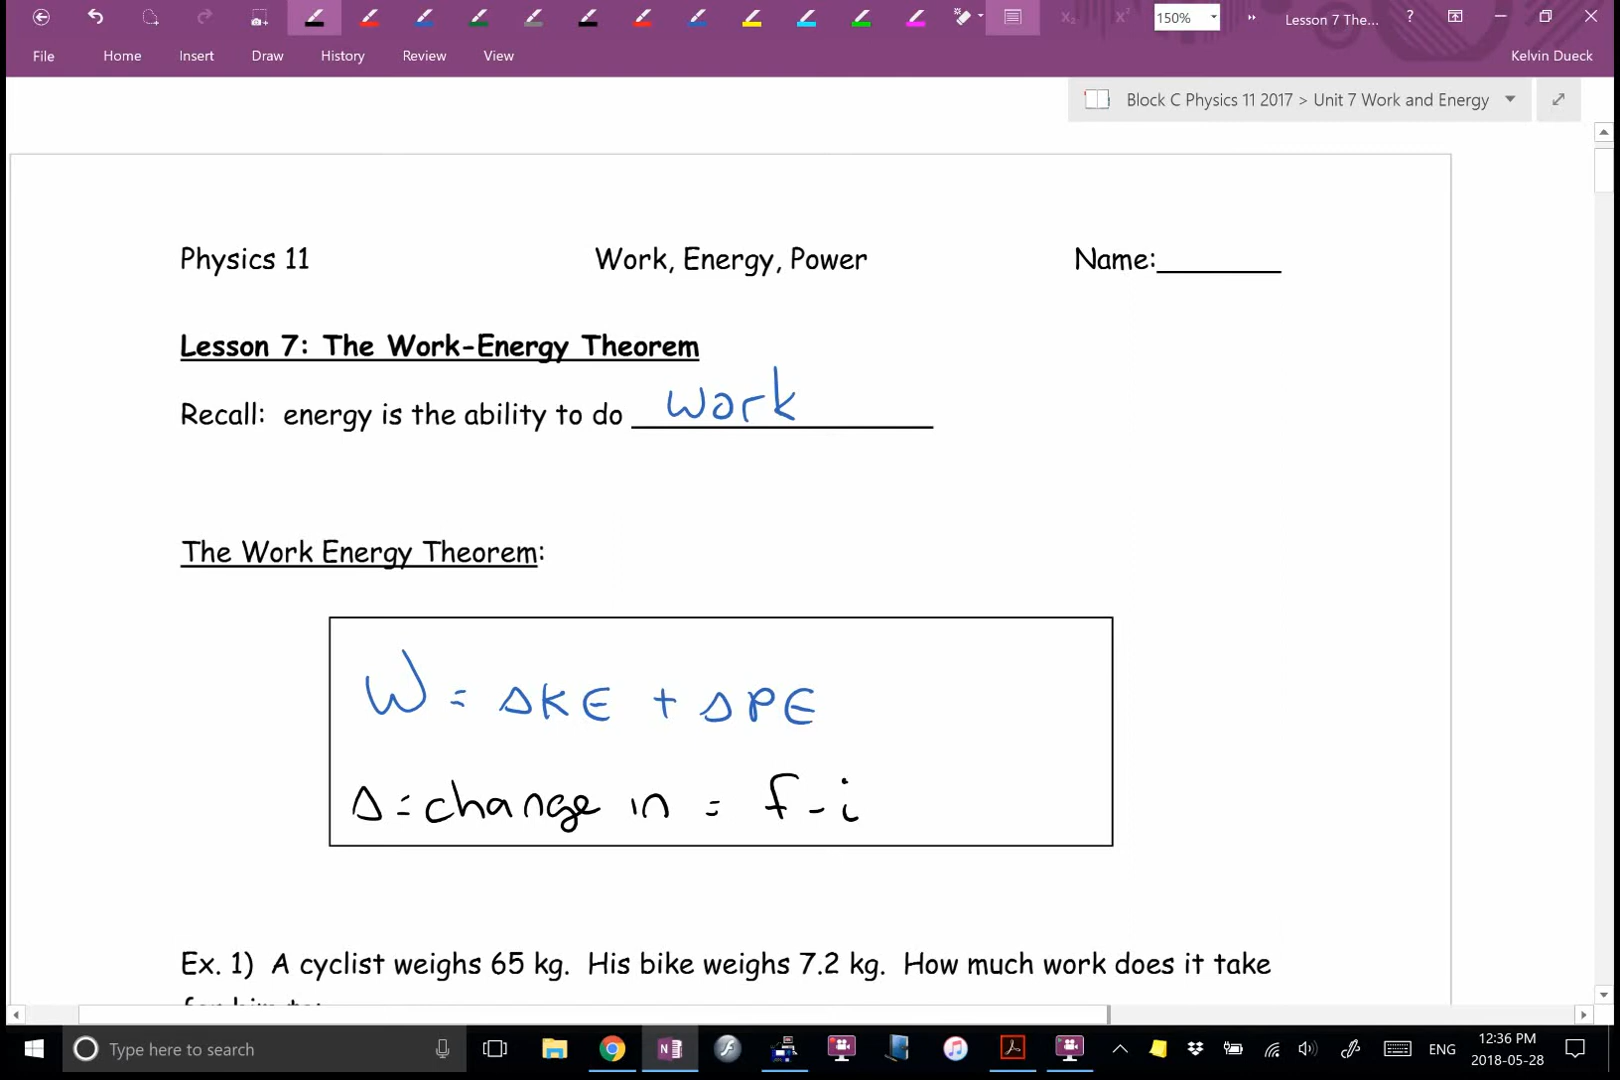 150%
Lesson 7 The...
?
File Home Insert Draw History Review View
Kelvin Dueck
Block C Physics 11 2017 > Unit 7 Work and Energy
Physics 11 Work, Energy, Power Name:_______
Lesson 7: The Work-Energy Theorem
Recall: energy is the ability to do work
The Work Energy Theorem:
W = ΔKE + ΔPE
Δ = change in = f - i
Ex. 1) A cyclist weighs 65 kg. His bike weighs 7.2 kg. How much work does it take
for him to:
Type here to search
ENG
12:36 PM
2018-05-28